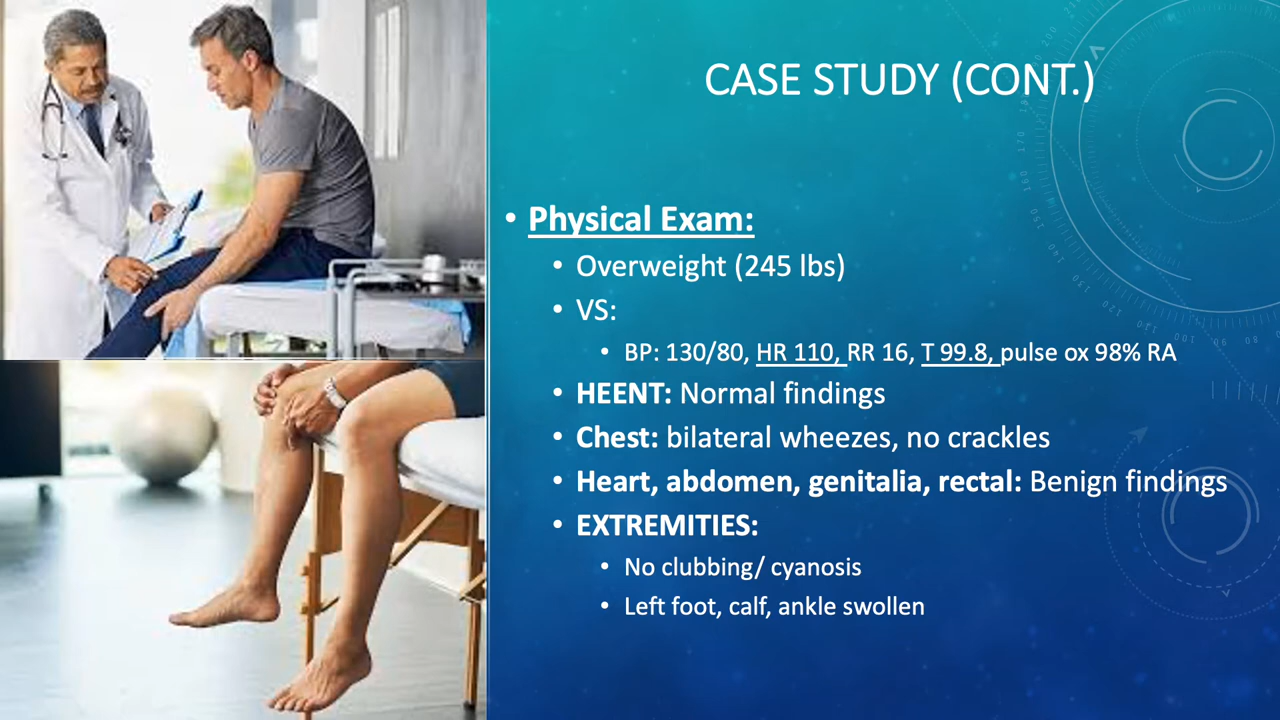 CASE STUDY (CONT.)
• Physical Exam:
• Overweight (245 lbs)
• VS:
• BP: 130/80, HR 110, RR 16, T 99.8, pulse ox 98% RA
• HEENT: Normal findings
• Chest: bilateral wheezes, no crackles
• Heart, abdomen, genitalia, rectal: Benign findings
• EXTREMITIES:
• No clubbing/ cyanosis
• Left foot, calf, ankle swollen